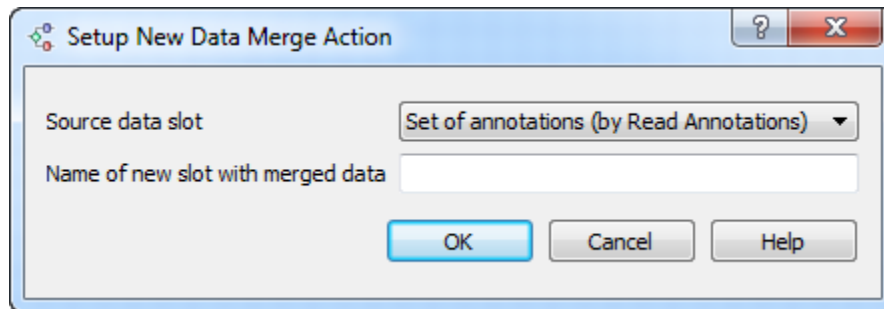 Setup New Data Merge Action
?
Source data slot Set of annotations (by Read Annotations)
Name of new slot with merged data
OK Cancel Help